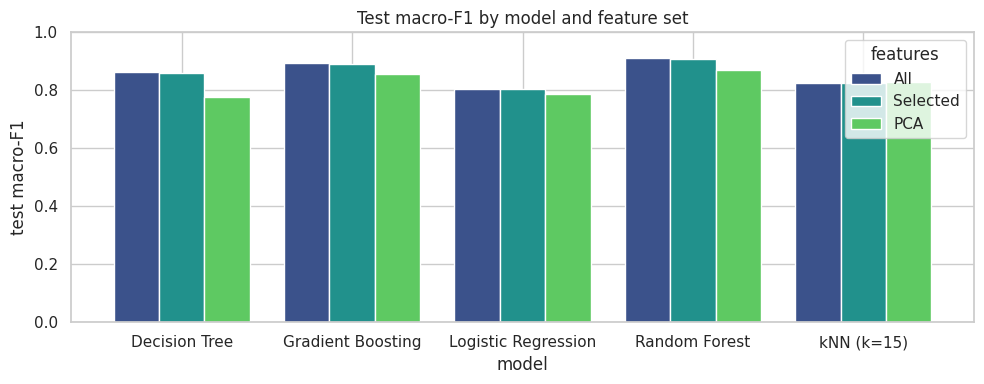 Test macro-F1 by model and feature set
test macro-F1
1.0
0.8
0.6
0.4
0.2
0.0
features
All
Selected
PCA
Decision Tree
Gradient Boosting
Logistic Regression
Random Forest
kNN (k=15)
model